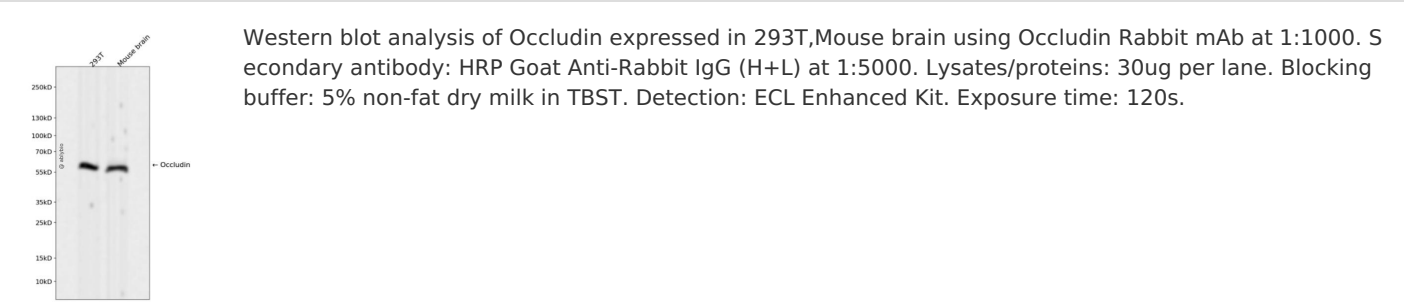 Western blot analysis of Occludin expressed in 293T,Mouse brain using Occludin Rabbit mAb at 1:1000. S
econdary antibody: HRP Goat Anti-Rabbit IgG (H+L) at 1:5000. Lysates/proteins: 30ug per lane. Blocking
buffer: 5% non-fat dry milk in TBST. Detection: ECL Enhanced Kit. Exposure time: 120s.
293T
Mouse brain
250kD
130kD
100kD
70kD
55kD
35kD
25kD
15kD
10kD
← Occludin